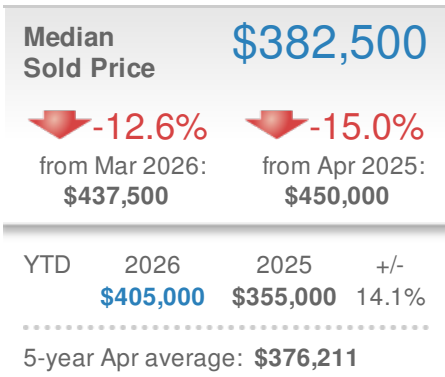 Median
Sold Price
$382,500
-12.6% -15.0%
from Mar 2026: from Apr 2025:
$437,500 $450,000
YTD 2026 2025 +/-
$405,000 $355,000 14.1%
5-year Apr average: $376,211